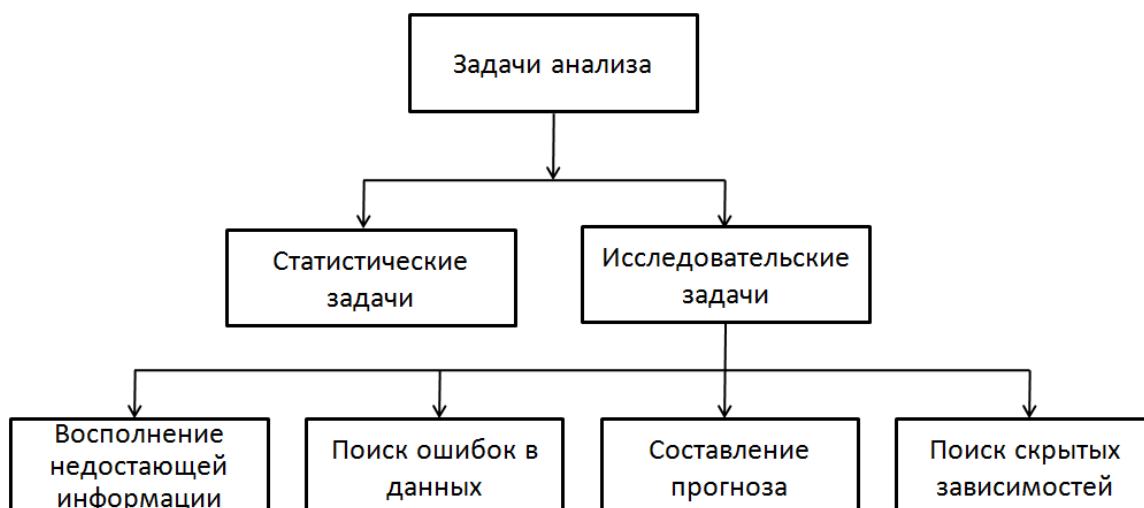 Задачи анализа
Статистические
задачи
Исследовательские
задачи
Восполнение
недостающей
информации
Поиск ошибок в
данных
Составление
прогноза
Поиск скрытых
зависимостей